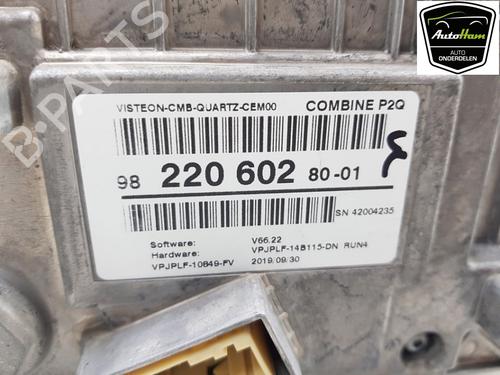 AutoHam
AUTO
ONDERDELEN
VISTEON-CMB-QUARTZ-CEM00 COMBINE P2Q
98 220 602 80-01
SN 42004235
Software: V66.22
Hardware: VPJPLF-14B115-DN RUN4
VPJPLF-10849-FV 2019/09/30
B-Parts